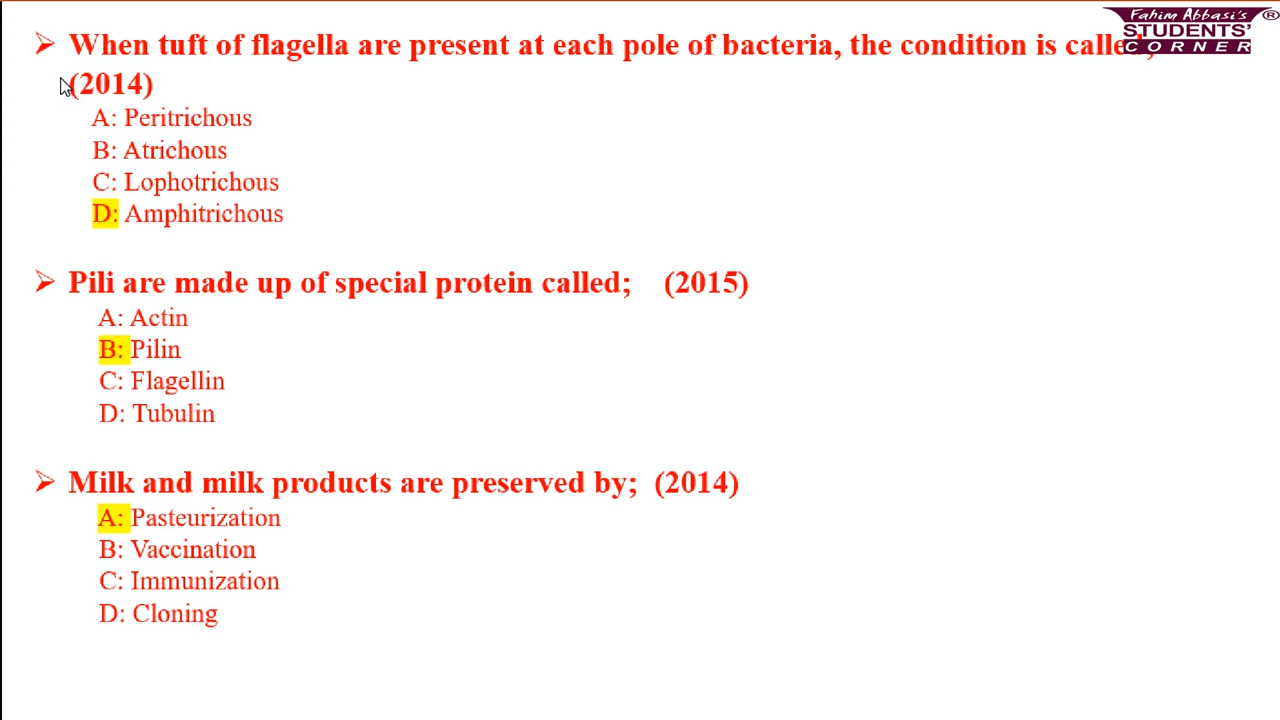 Fahim Abbasi's ®
STUDENTS'
CORNER
➢ When tuft of flagella are present at each pole of bacteria, the condition is called;
(2014)
A: Peritrichous
B: Atrichous
C: Lophotrichous
D: Amphitrichous
➢ Pili are made up of special protein called; (2015)
A: Actin
B: Pilin
C: Flagellin
D: Tubulin
➢ Milk and milk products are preserved by; (2014)
A: Pasteurization
B: Vaccination
C: Immunization
D: Cloning